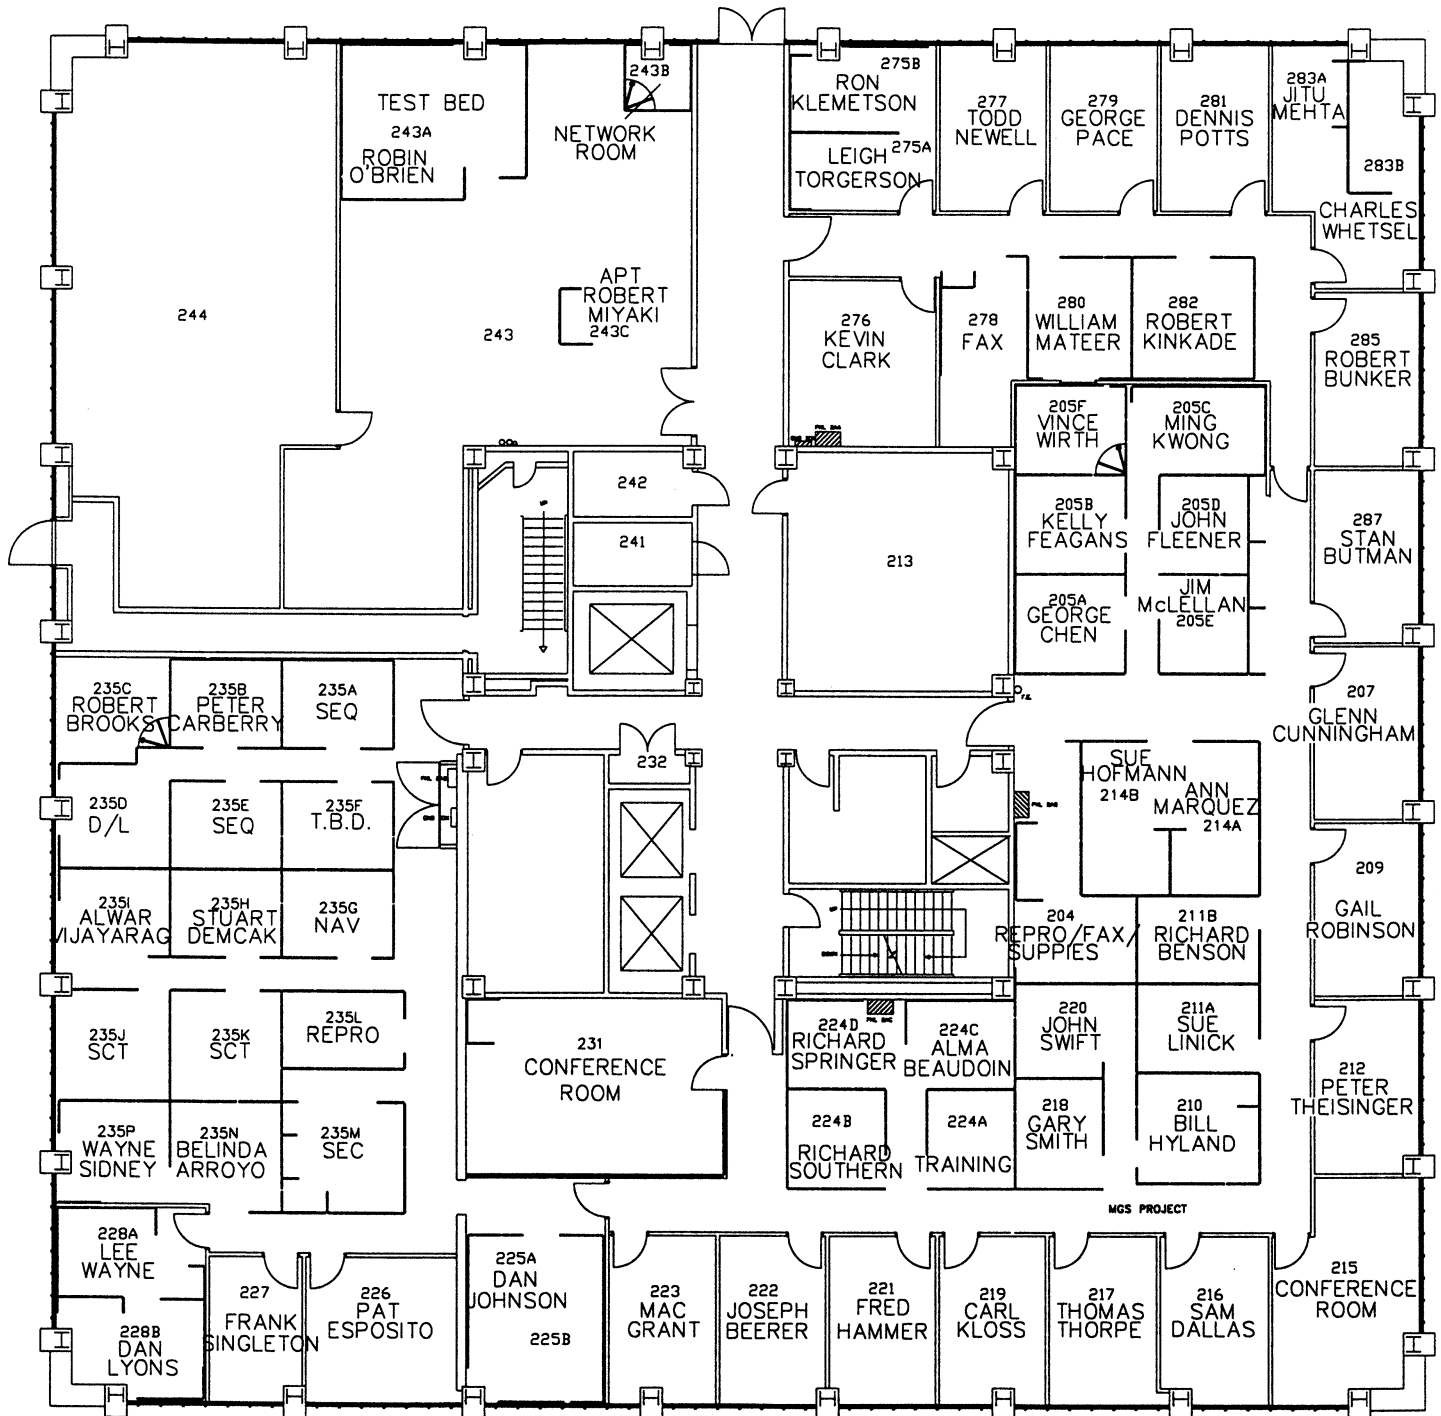 TEST BED
243A
ROBIN
O'BRIEN
243B
NETWORK
ROOM
275B
RON
KLEMETSON
LEIGH
275A
TORGERSON
277
TODD
NEWELL
279
GEORGE
PACE
281
DENNIS
POTTS
283A
JITU
MEHTA
283B
CHARLES
WHETSEL
244
243
APT
ROBERT
MIYAKI
243C
276
KEVIN
CLARK
278
FAX
280
WILLIAM
MATEER
282
ROBERT
KINKADE
285
ROBERT
BUNKER
205F
VINCE
WIRTH
205C
MING
KWONG
242
241
213
205B
KELLY
FEAGANS
205D
JOHN
FLEENER
287
STAN
BUTMAN
205A
GEORGE
CHEN
JIM
McLELLAN
205E
235C
ROBERT
BROOKS
235B
PETER
CARBERRY
235A
SEQ
207
GLENN
CUNNINGHAM
232
SUE
HOFMANN
214B
ANN
MARQUEZ
214A
235D
D/L
235E
SEQ
235F
T.B.D.
209
GAIL
ROBINSON
235I
ALWAR
VIJAYARAG
235H
STUART
DEMCAK
235G
NAV
UP
DOWN
204
REPRO/FAX/
SUPPIES
211B
RICHARD
BENSON
235J
SCT
235K
SCT
235L
REPRO
231
CONFERENCE
ROOM
224D
RICHARD
SPRINGER
224C
ALMA
BEAUDOIN
220
JOHN
SWIFT
211A
SUE
LINICK
212
PETER
THEISINGER
235P
WAYNE
SIDNEY
235N
BELINDA
ARROYO
235M
SEC
224B
RICHARD
SOUTHERN
224A
TRAINING
218
GARY
SMITH
210
BILL
HYLAND
MGS PROJECT
228A
LEE
WAYNE
228B
DAN
LYONS
227
FRANK
SINGLETON
226
PAT
ESPOSITO
225A
DAN
JOHNSON
225B
223
MAC
GRANT
222
JOSEPH
BEERER
221
FRED
HAMMER
219
CARL
KLOSS
217
THOMAS
THORPE
216
SAM
DALLAS
215
CONFERENCE
ROOM